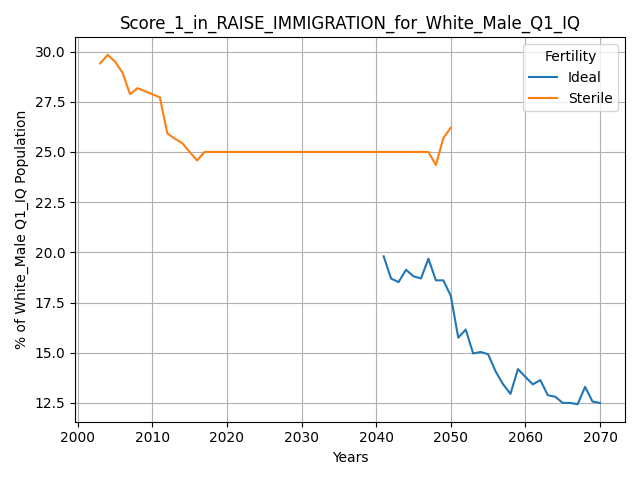 Score_1_in_RAISE_IMMIGRATION_for_White_Male_Q1_IQ
% of White_Male Q1_IQ Population
30.0
27.5
25.0
22.5
20.0
17.5
15.0
12.5
Fertility
Ideal
Sterile
2000 2010 2020 2030 2040 2050 2060 2070
Years